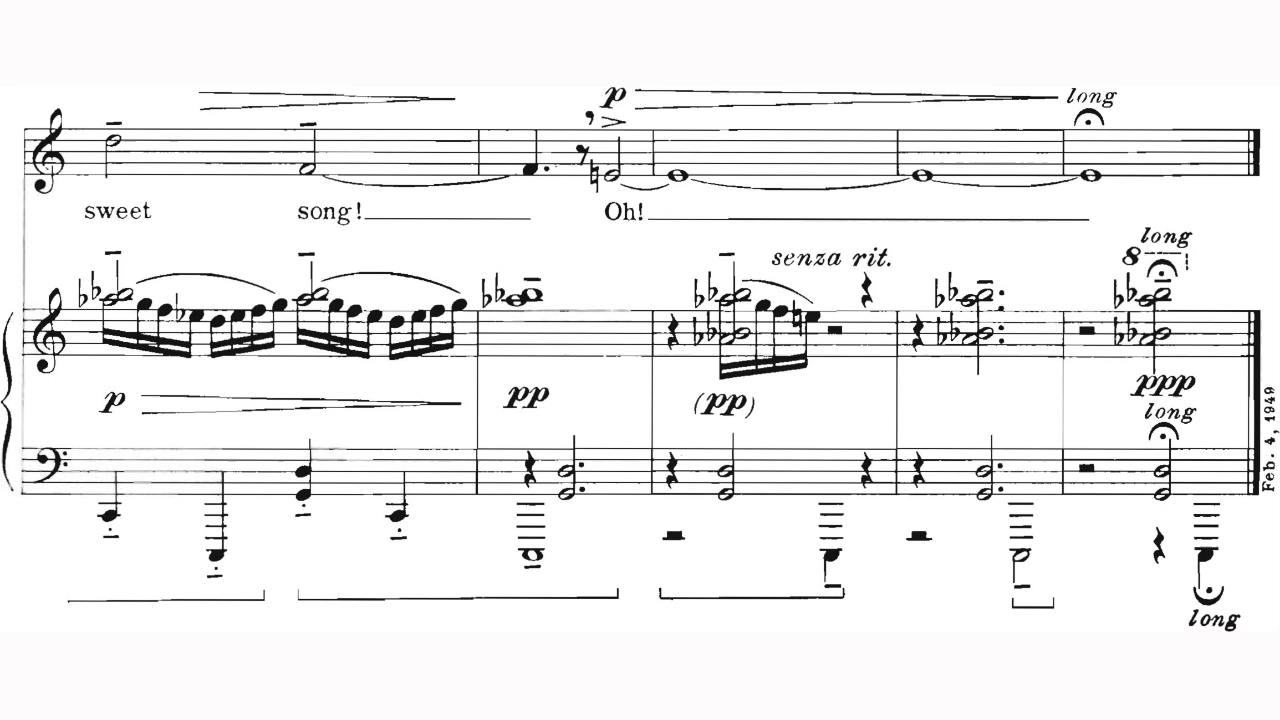 p long
sweet song! Oh!
senza rit.
8 long
p pp (pp) ppp
long
long
Feb. 4, 1949